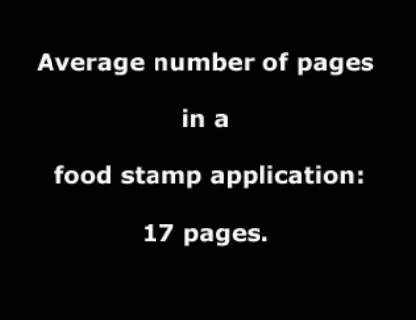 Average number of pages
in a
food stamp application:
17 pages.